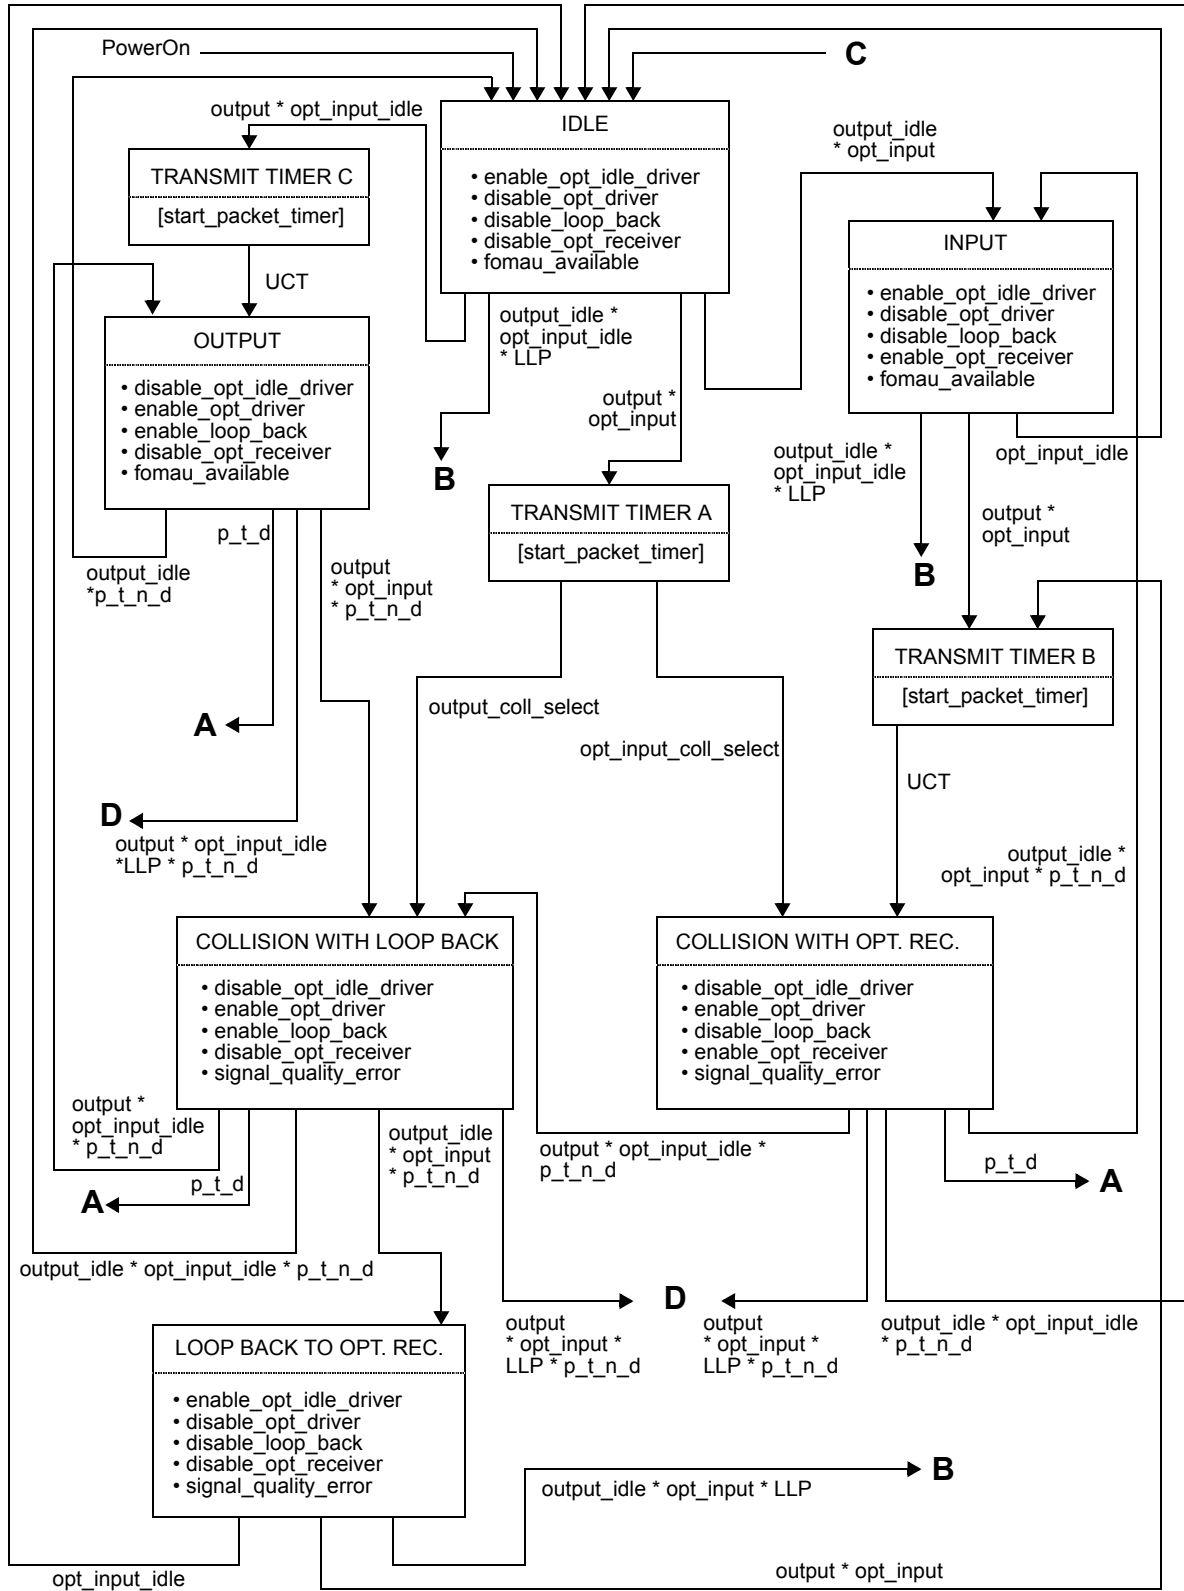 PowerOn
C
output * opt_input_idle
IDLE
• enable_opt_idle_driver
• disable_opt_driver
• disable_loop_back
• disable_opt_receiver
• fomau_available
output_idle
* opt_input
TRANSMIT TIMER C
[start_packet_timer]
UCT
INPUT
• enable_opt_idle_driver
• disable_opt_driver
• disable_loop_back
• enable_opt_receiver
• fomau_available
OUTPUT
• disable_opt_idle_driver
• enable_opt_driver
• enable_loop_back
• disable_opt_receiver
• fomau_available
output_idle *
opt_input_idle
* LLP
B
output *
opt_input
output_idle *
opt_input_idle
* LLP
B
opt_input_idle
output *
opt_input
TRANSMIT TIMER A
[start_packet_timer]
output_idle
*p_t_n_d
p_t_d
output
* opt_input
* p_t_n_d
TRANSMIT TIMER B
[start_packet_timer]
A
output_coll_select
opt_input_coll_select
UCT
D
output * opt_input_idle
*LLP * p_t_n_d
output_idle *
opt_input * p_t_n_d
COLLISION WITH LOOP BACK
• disable_opt_idle_driver
• enable_opt_driver
• enable_loop_back
• disable_opt_receiver
• signal_quality_error
COLLISION WITH OPT. REC.
• disable_opt_idle_driver
• enable_opt_driver
• disable_loop_back
• enable_opt_receiver
• signal_quality_error
output *
opt_input_idle
* p_t_n_d
p_t_d
A
output_idle
* opt_input
* p_t_n_d
output * opt_input_idle *
p_t_n_d
p_t_d
A
output_idle * opt_input_idle * p_t_n_d
D
output
* opt_input *
LLP * p_t_n_d
output
* opt_input *
LLP * p_t_n_d
output_idle * opt_input_idle
* p_t_n_d
LOOP BACK TO OPT. REC.
• enable_opt_idle_driver
• disable_opt_driver
• disable_loop_back
• disable_opt_receiver
• signal_quality_error
B
output_idle * opt_input * LLP
opt_input_idle
output * opt_input